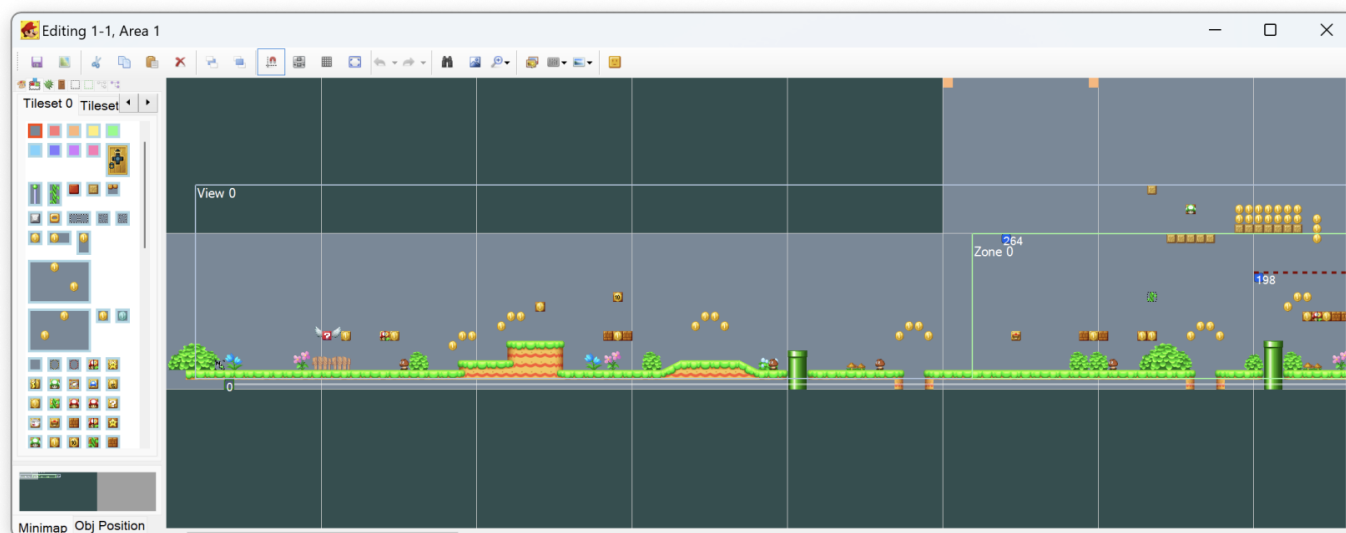 Editing 1-1, Area 1
Tileset 0 Tileset
View 0
264
Zone 0
198
0
Minimap Obj Position